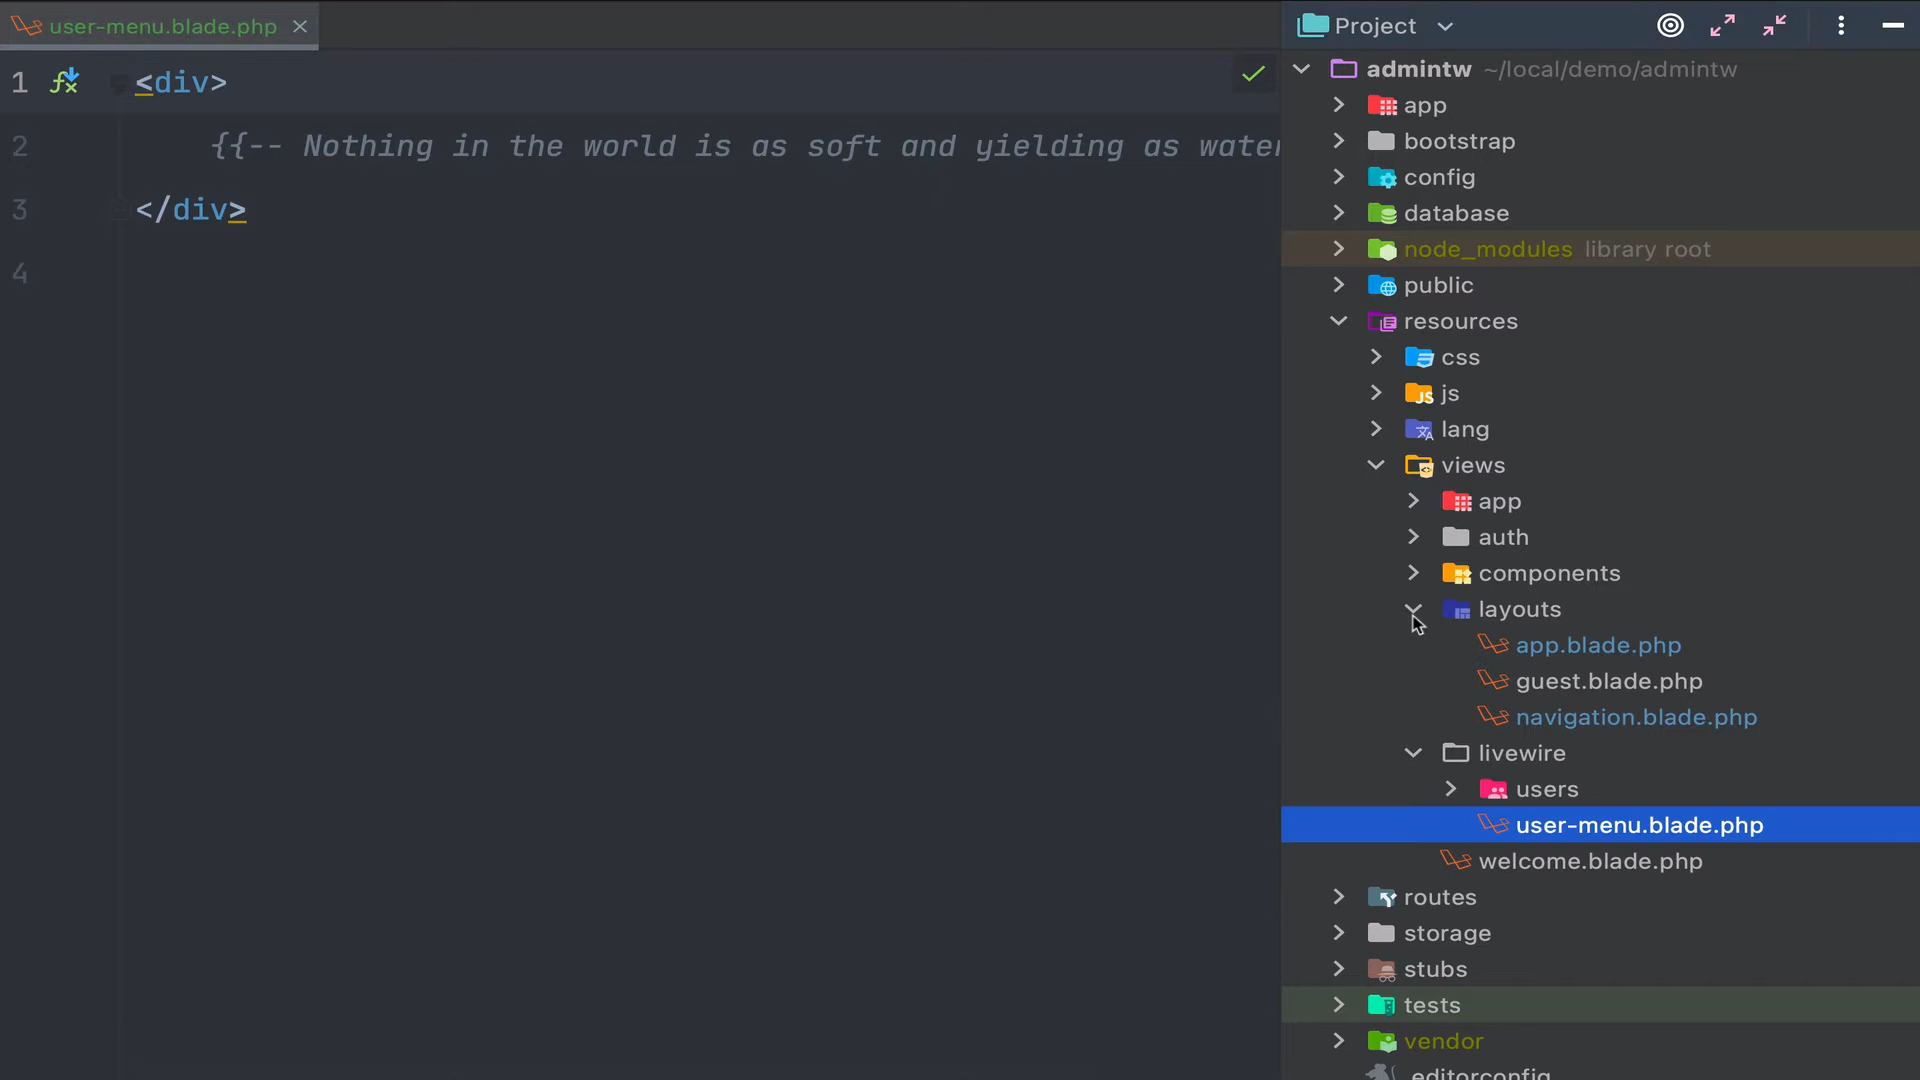 user-menu.blade.php
1 <div>
2 {{-- Nothing in the world is as soft and yielding as water
3 </div>
4
Project
admintw ~/local/demo/admintw
app
bootstrap
config
database
node_modules library root
public
resources
css
js
lang
views
app
auth
components
layouts
app.blade.php
guest.blade.php
navigation.blade.php
livewire
users
user-menu.blade.php
welcome.blade.php
routes
storage
stubs
tests
vendor
.editorconfig